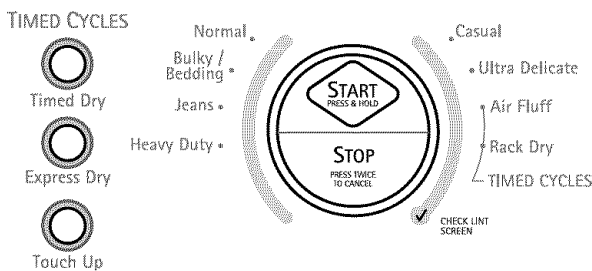 TIMED CYCLES
Timed Dry
Express Dry
Touch Up
Normal
Bulky /
Bedding
Jeans
Heavy Duty
START
PRESS & HOLD
STOP
PRESS TWICE
TO CANCEL
Casual
Ultra Delicate
Air Fluff
Rack Dry
TIMED CYCLES
CHECK LINT
SCREEN